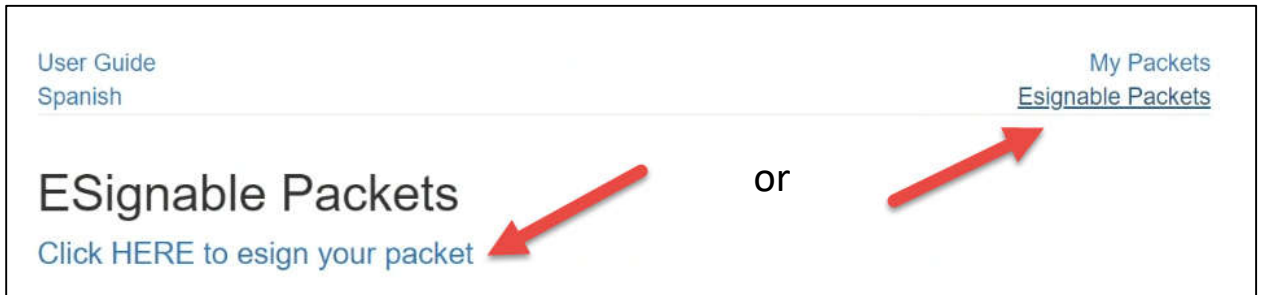 User Guide
My Packets
Spanish
Esignable Packets
ESignable Packets
or
Click HERE to esign your packet